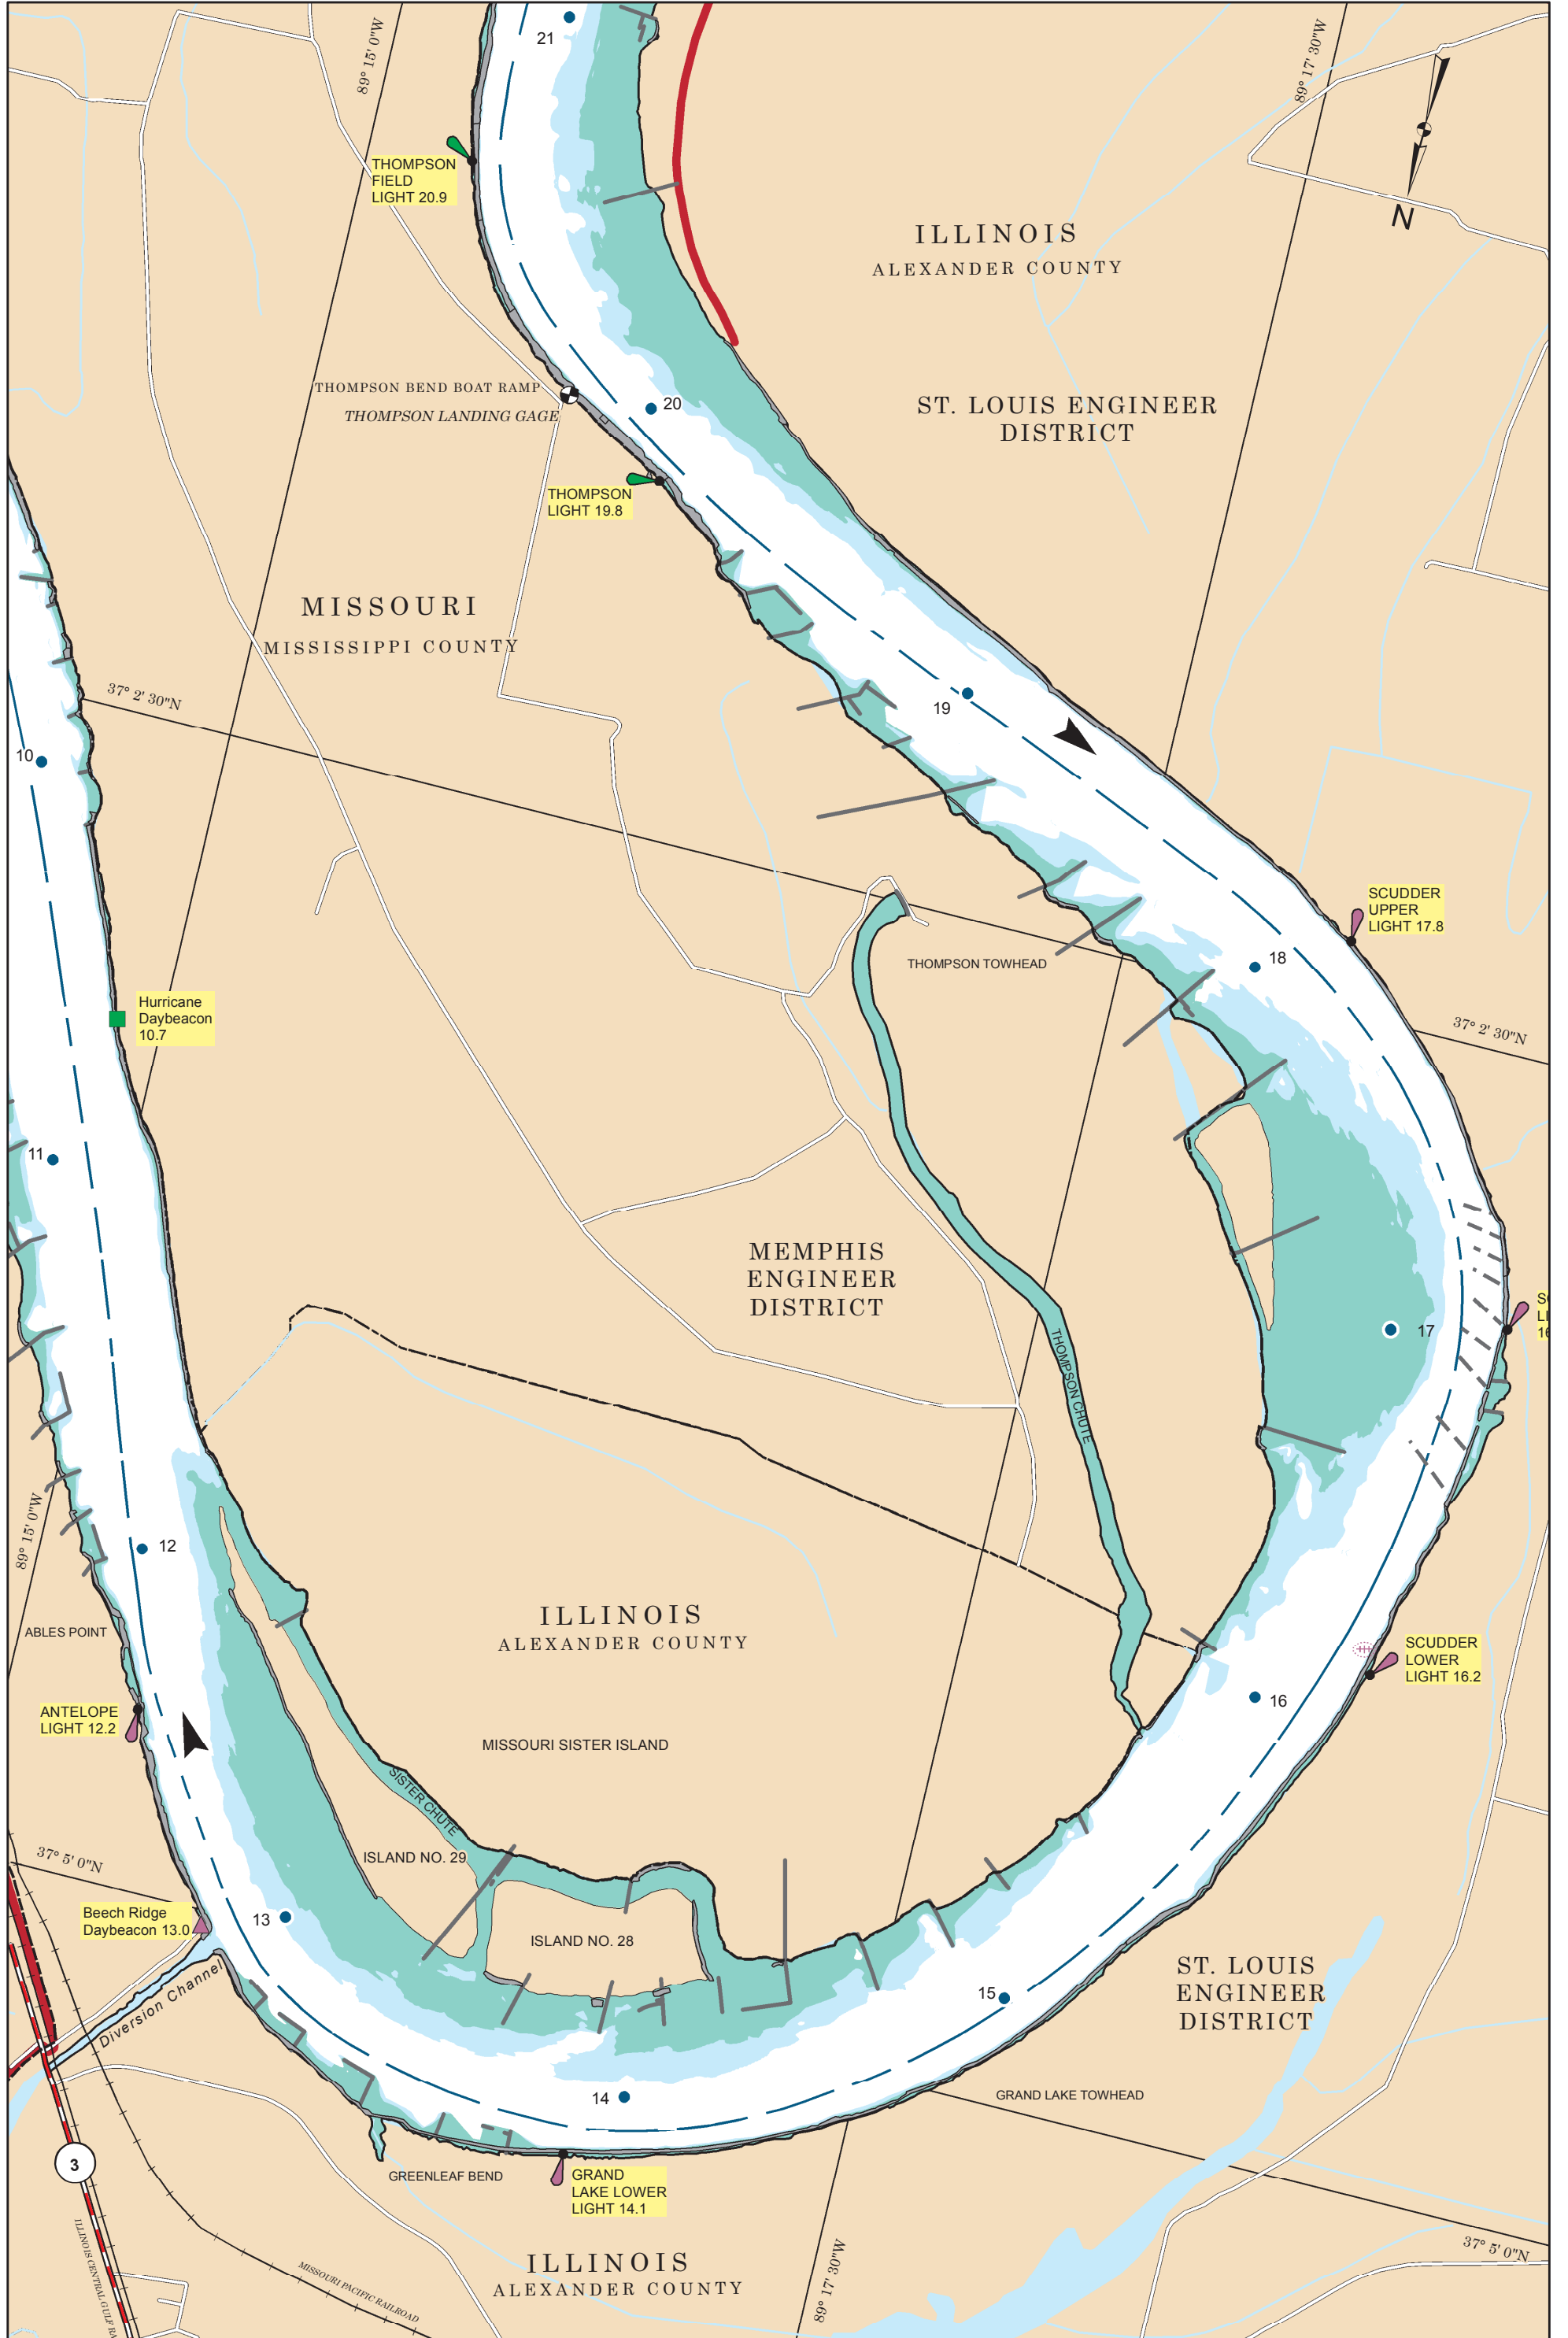 21
89° 15' 0"W
89° 17' 30"W
THOMPSON
FIELD
LIGHT 20.9
N
ILLINOIS
ALEXANDER COUNTY
THOMPSON BEND BOAT RAMP
THOMPSON LANDING GAGE
20
ST. LOUIS ENGINEER
DISTRICT
THOMPSON
LIGHT 19.8
MISSOURI
MISSISSIPPI COUNTY
37° 2' 30"N
19
10
SCUDDER
UPPER
LIGHT 17.8
18
THOMPSON TOWHEAD
Hurricane
Daybeacon
10.7
37° 2' 30"N
11
MEMPHIS
ENGINEER
DISTRICT
17
THOMPSON CHUTE
89° 15' 0"W
12
ILLINOIS
ALEXANDER COUNTY
ABLES POINT
SCUDDER
LOWER
LIGHT 16.2
16
ANTELOPE
LIGHT 12.2
MISSOURI SISTER ISLAND
SISTER CHUTE
37° 5' 0"N
ISLAND NO. 29
Beech Ridge
Daybeacon 13.0
13
ISLAND NO. 28
Diversion Channel
15
ST. LOUIS
ENGINEER
DISTRICT
14
GRAND LAKE TOWHEAD
3
GREENLEAF BEND
GRAND
LAKE LOWER
LIGHT 14.1
ILLINOIS
ALEXANDER COUNTY
89° 17' 30"W
37° 5' 0"N
ILLINOIS CENTRAL GULF RA
MISSOURI PACIFIC RAILROAD